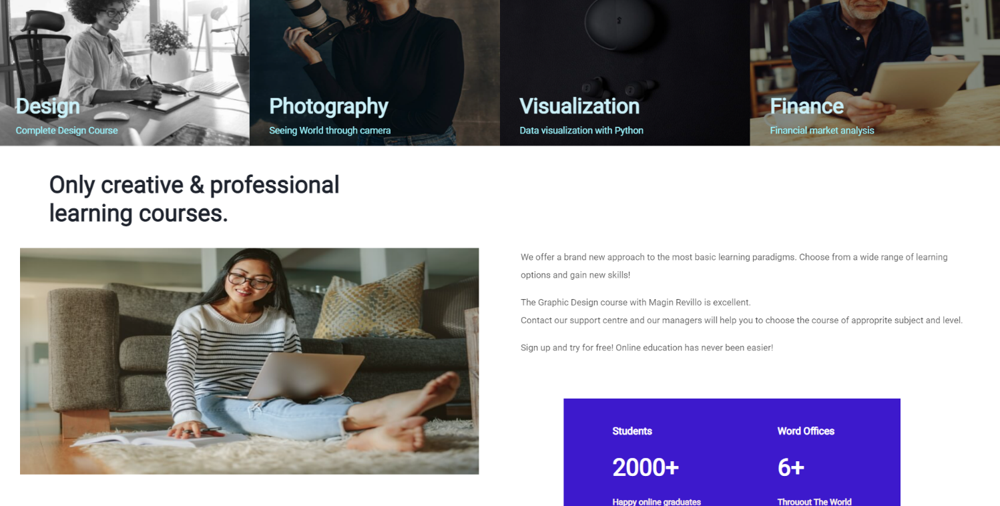 Design
Complete Design Course
Photography
Seeing World through camera
Visualization
Data visualization with Python
Finance
Financial market analysis
Only creative & professional
learning courses.
We offer a brand new approach to the most basic learning paradigms. Choose from a wide range of learning
options and gain new skills!
The Graphic Design course with Magin Revillo is excellent.
Contact our support centre and our managers will help you to choose the course of approprite subject and level.
Sign up and try for free! Online education has never been easier!
Students
Word Offices
2000+
6+
Happy online graduates
Throuout The World